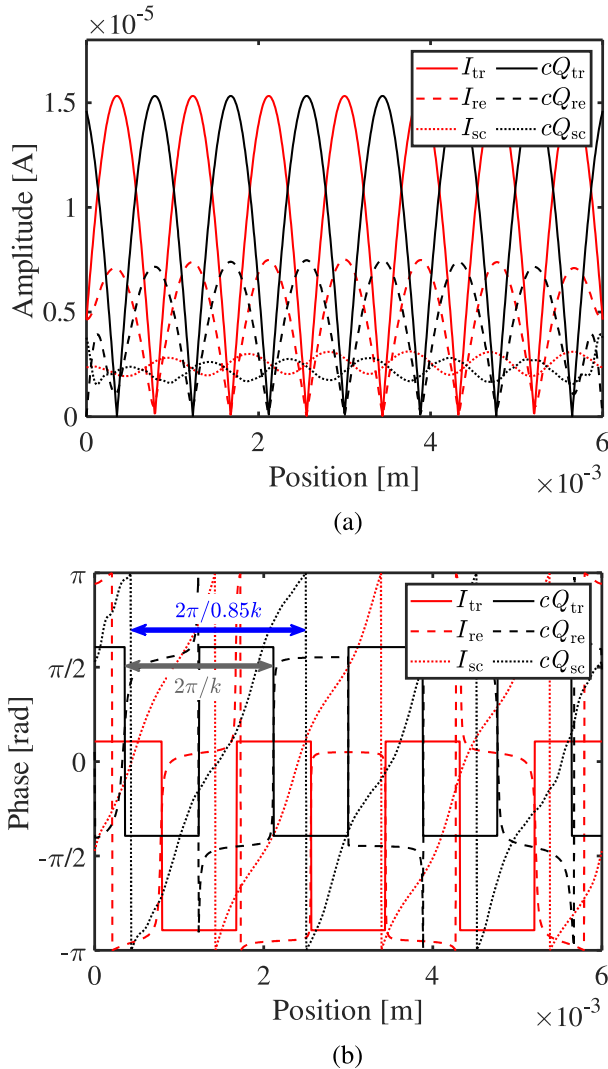 ×10⁻⁵
1.5
1
0.5
0
Amplitude [A]
I_tr cQ_tr
I_re cQ_re
I_sc cQ_sc
0 2 4 6
Position [m] ×10⁻³
(a)
π
π/2
0
-π/2
-π
Phase [rad]
2π/0.85k
2π/k
I_tr cQ_tr
I_re cQ_re
I_sc cQ_sc
0 2 4 6
Position [m] ×10⁻³
(b)